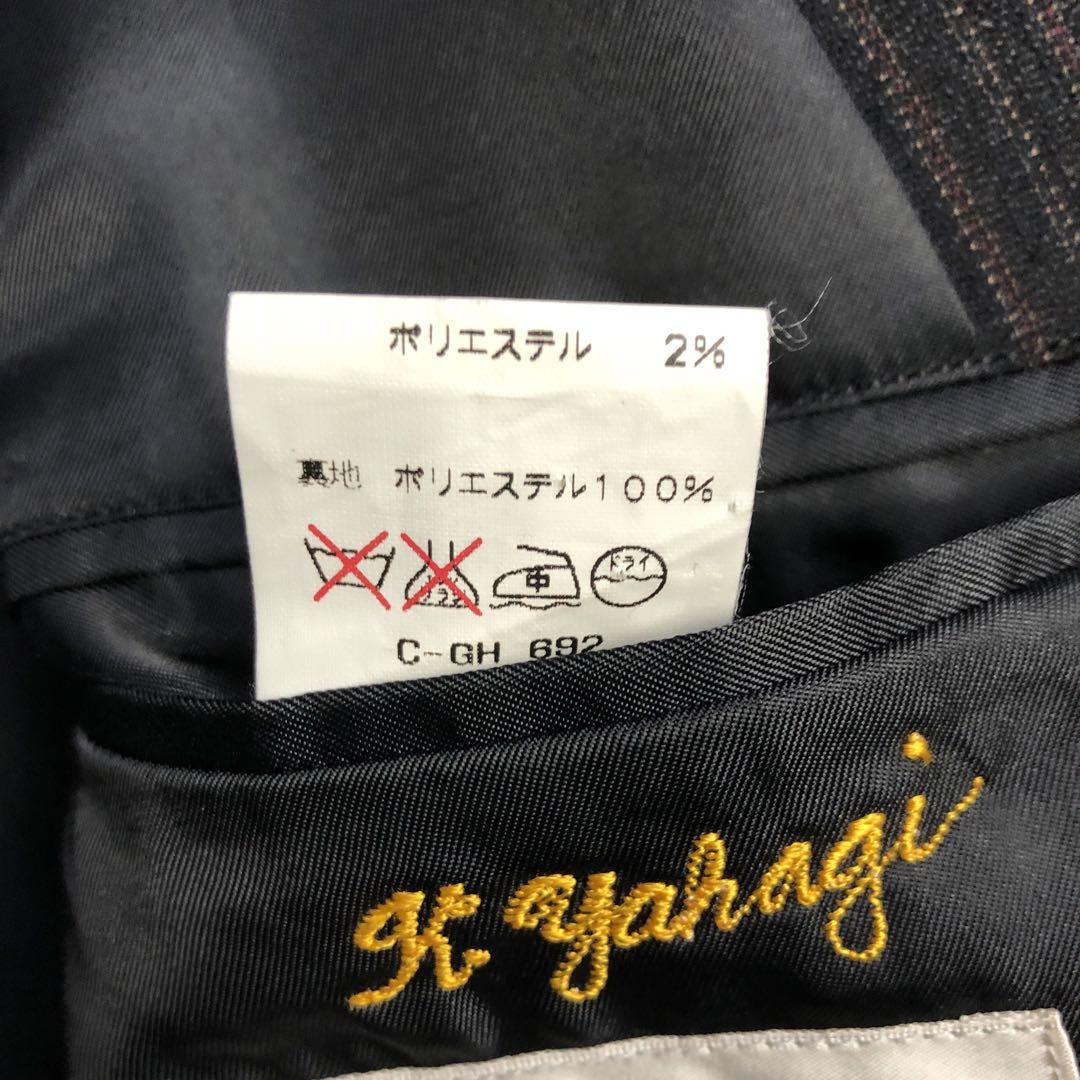 ポリエステル 2%
裏地 ポリエステル100%
中 ドライ
C-GH 692
K. Yahagi